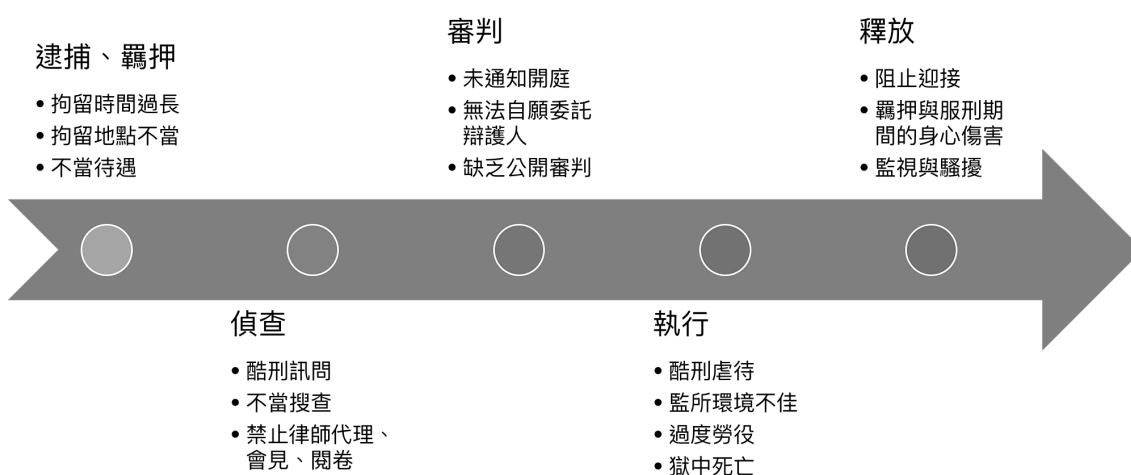 逮捕、羈押
• 拘留時間過長
• 拘留地點不當
• 不當待遇
偵查
• 酷刑訊問
• 不當搜查
• 禁止律師代理、
會見、閱卷
審判
• 未通知開庭
• 無法自願委託
辯護人
• 缺乏公開審判
執行
• 酷刑虐待
• 監所環境不佳
• 過度勞役
• 獄中死亡
釋放
• 阻止迎接
• 羈押與服刑期
間的身心傷害
• 監視與騷擾